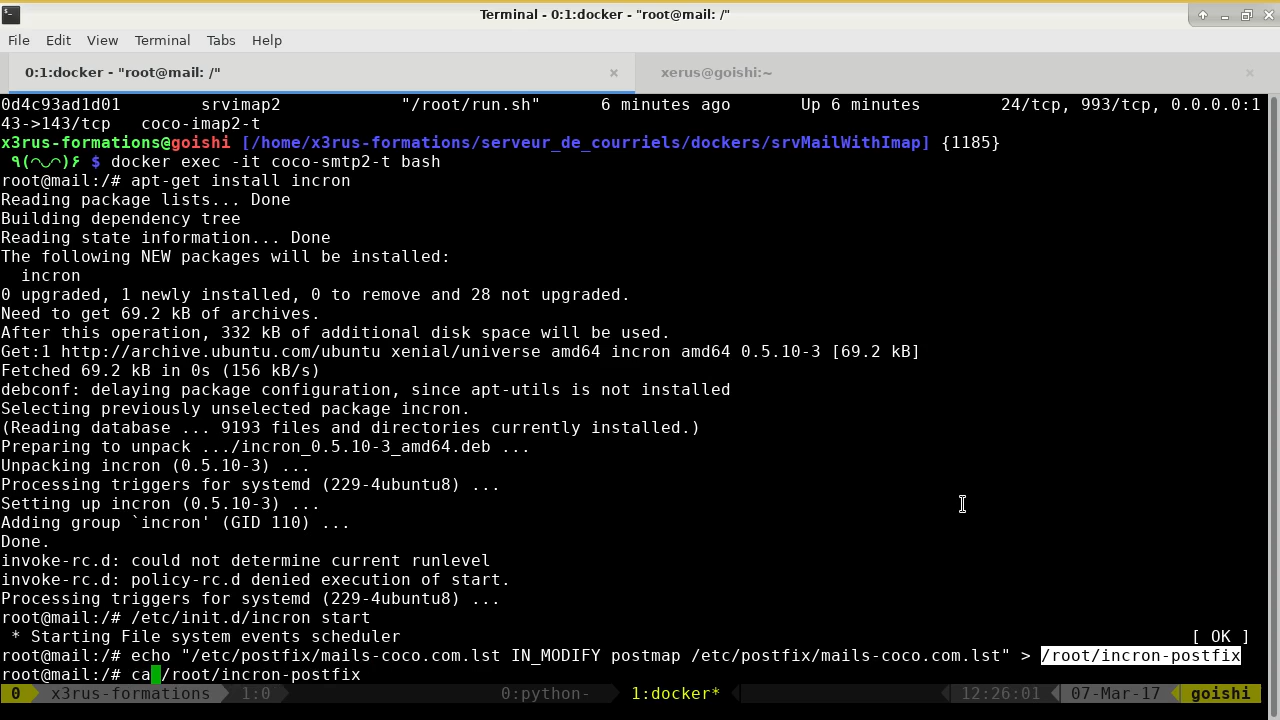 Terminal - 0:1:docker - "root@mail: /"
File Edit View Terminal Tabs Help
0:1:docker - "root@mail: /" × xerus@goishi:~ ×
0d4c93ad1d01 srvimap2 "/root/run.sh" 6 minutes ago Up 6 minutes 24/tcp, 993/tcp, 0.0.0.0:1
43->143/tcp coco-imap2-t
x3rus-formations@goishi [/home/x3rus-formations/serveur_de_courriels/dockers/srvMailWithImap] {1185}
٩(◠◡◠)۶ $ docker exec -it coco-smtp2-t bash
root@mail:/# apt-get install incron
Reading package lists... Done
Building dependency tree
Reading state information... Done
The following NEW packages will be installed:
incron
0 upgraded, 1 newly installed, 0 to remove and 28 not upgraded.
Need to get 69.2 kB of archives.
After this operation, 332 kB of additional disk space will be used.
Get:1 http://archive.ubuntu.com/ubuntu xenial/universe amd64 incron amd64 0.5.10-3 [69.2 kB]
Fetched 69.2 kB in 0s (156 kB/s)
debconf: delaying package configuration, since apt-utils is not installed
Selecting previously unselected package incron.
(Reading database ... 9193 files and directories currently installed.)
Preparing to unpack .../incron_0.5.10-3_amd64.deb ...
Unpacking incron (0.5.10-3) ...
Processing triggers for systemd (229-4ubuntu8) ...
Setting up incron (0.5.10-3) ...
Adding group `incron' (GID 110) ...
Done.
invoke-rc.d: could not determine current runlevel
invoke-rc.d: policy-rc.d denied execution of start.
Processing triggers for systemd (229-4ubuntu8) ...
root@mail:/# /etc/init.d/incron start
* Starting File system events scheduler [ OK ]
root@mail:/# echo "/etc/postfix/mails-coco.com.lst IN_MODIFY postmap /etc/postfix/mails-coco.com.lst" > /root/incron-postfix
root@mail:/# ca /root/incron-postfix
0 x3rus-formations 1:0 0:python- 1:docker* 12:26:01 07-Mar-17 goishi